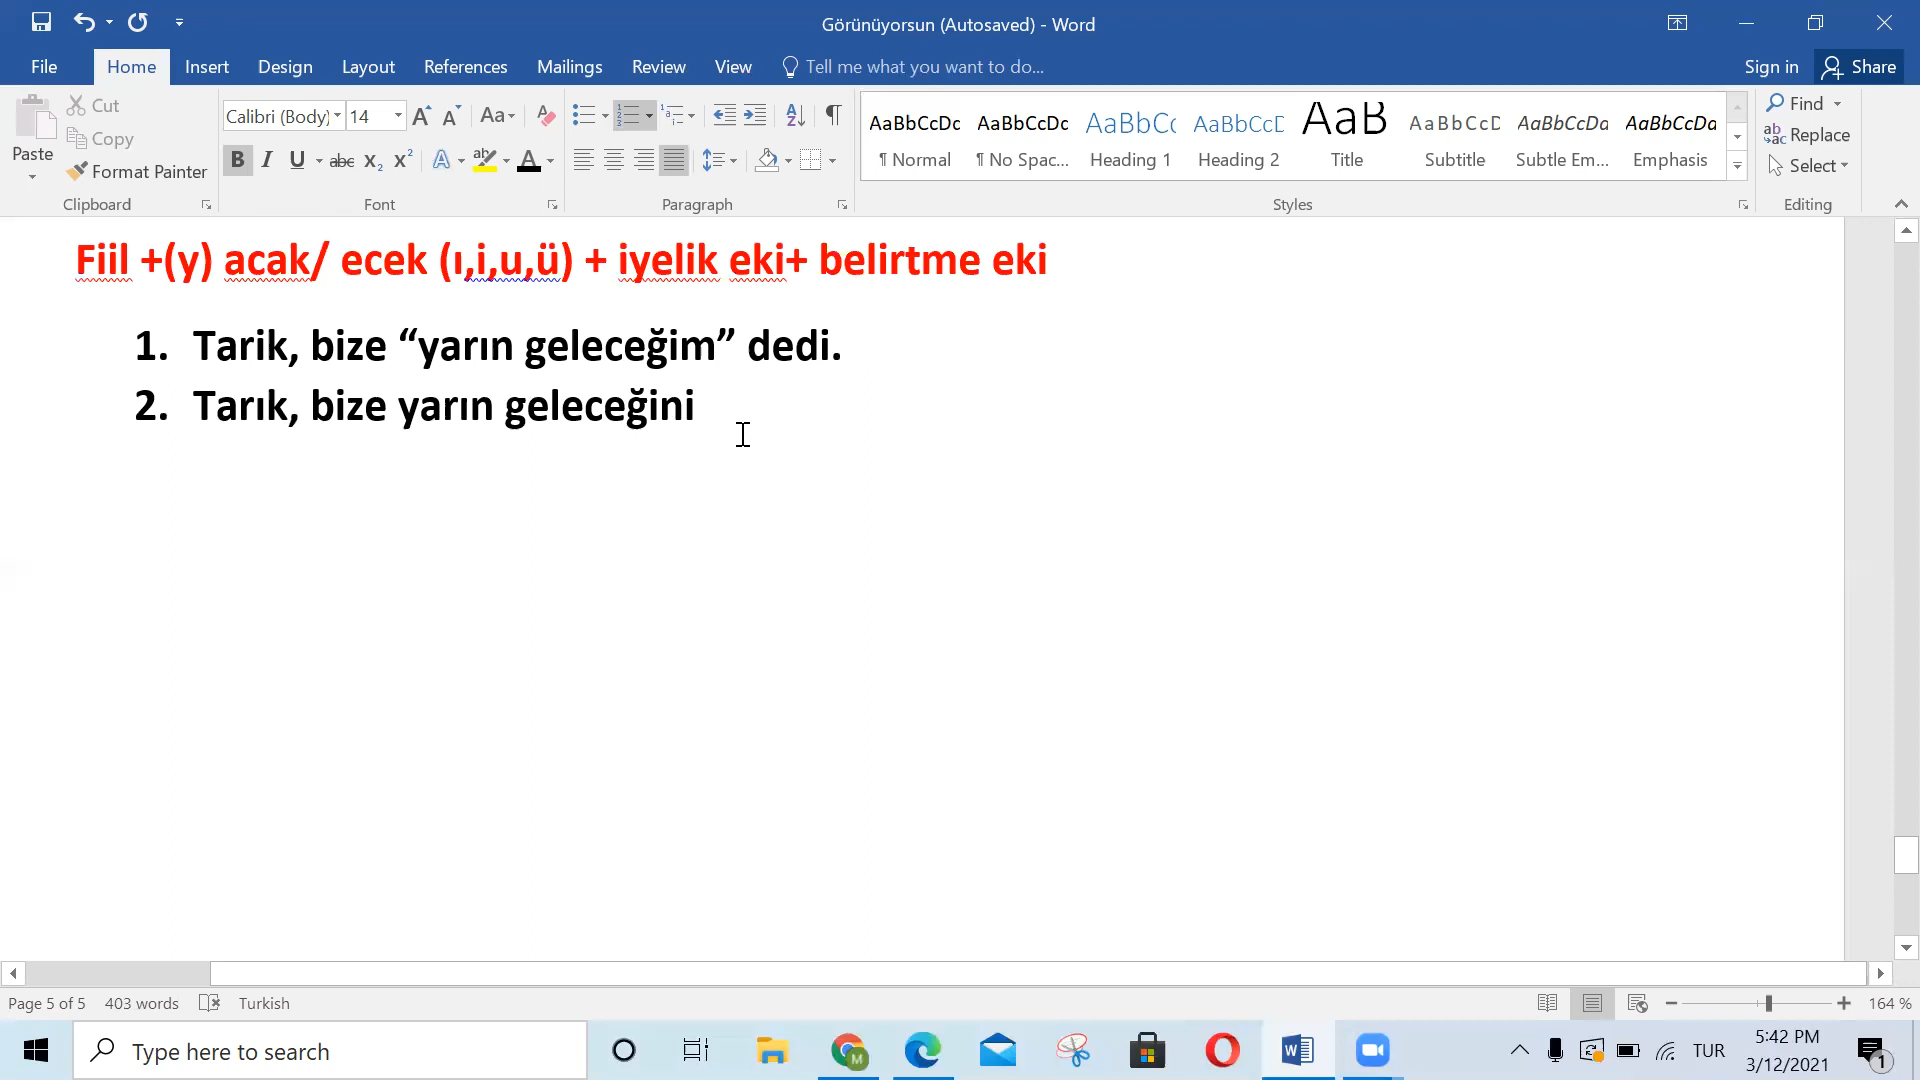 Görünüyorsun (Autosaved) - Word
File Home Insert Design Layout References Mailings Review View Tell me what you want to do... Sign in Share
Paste
Cut
Copy
Format Painter
Clipboard
Calibri (Body) 14
Font
Paragraph
AaBbCcDc AaBbCcDc AaBbCc AaBbCcD AaB AaBbCcD AaBbCcDa AaBbCcDa
¶ Normal ¶ No Spac... Heading 1 Heading 2 Title Subtitle Subtle Em... Emphasis
Styles
Find
Replace
Select
Editing
Fiil +(y) acak/ ecek (ı,i,u,ü) + iyelik eki+ belirtme eki
1. Tarik, bize “yarın geleceğim” dedi.
2. Tarık, bize yarın geleceğini
Page 5 of 5 403 words Turkish 164 %
Type here to search
TUR
5:42 PM
3/12/2021
1